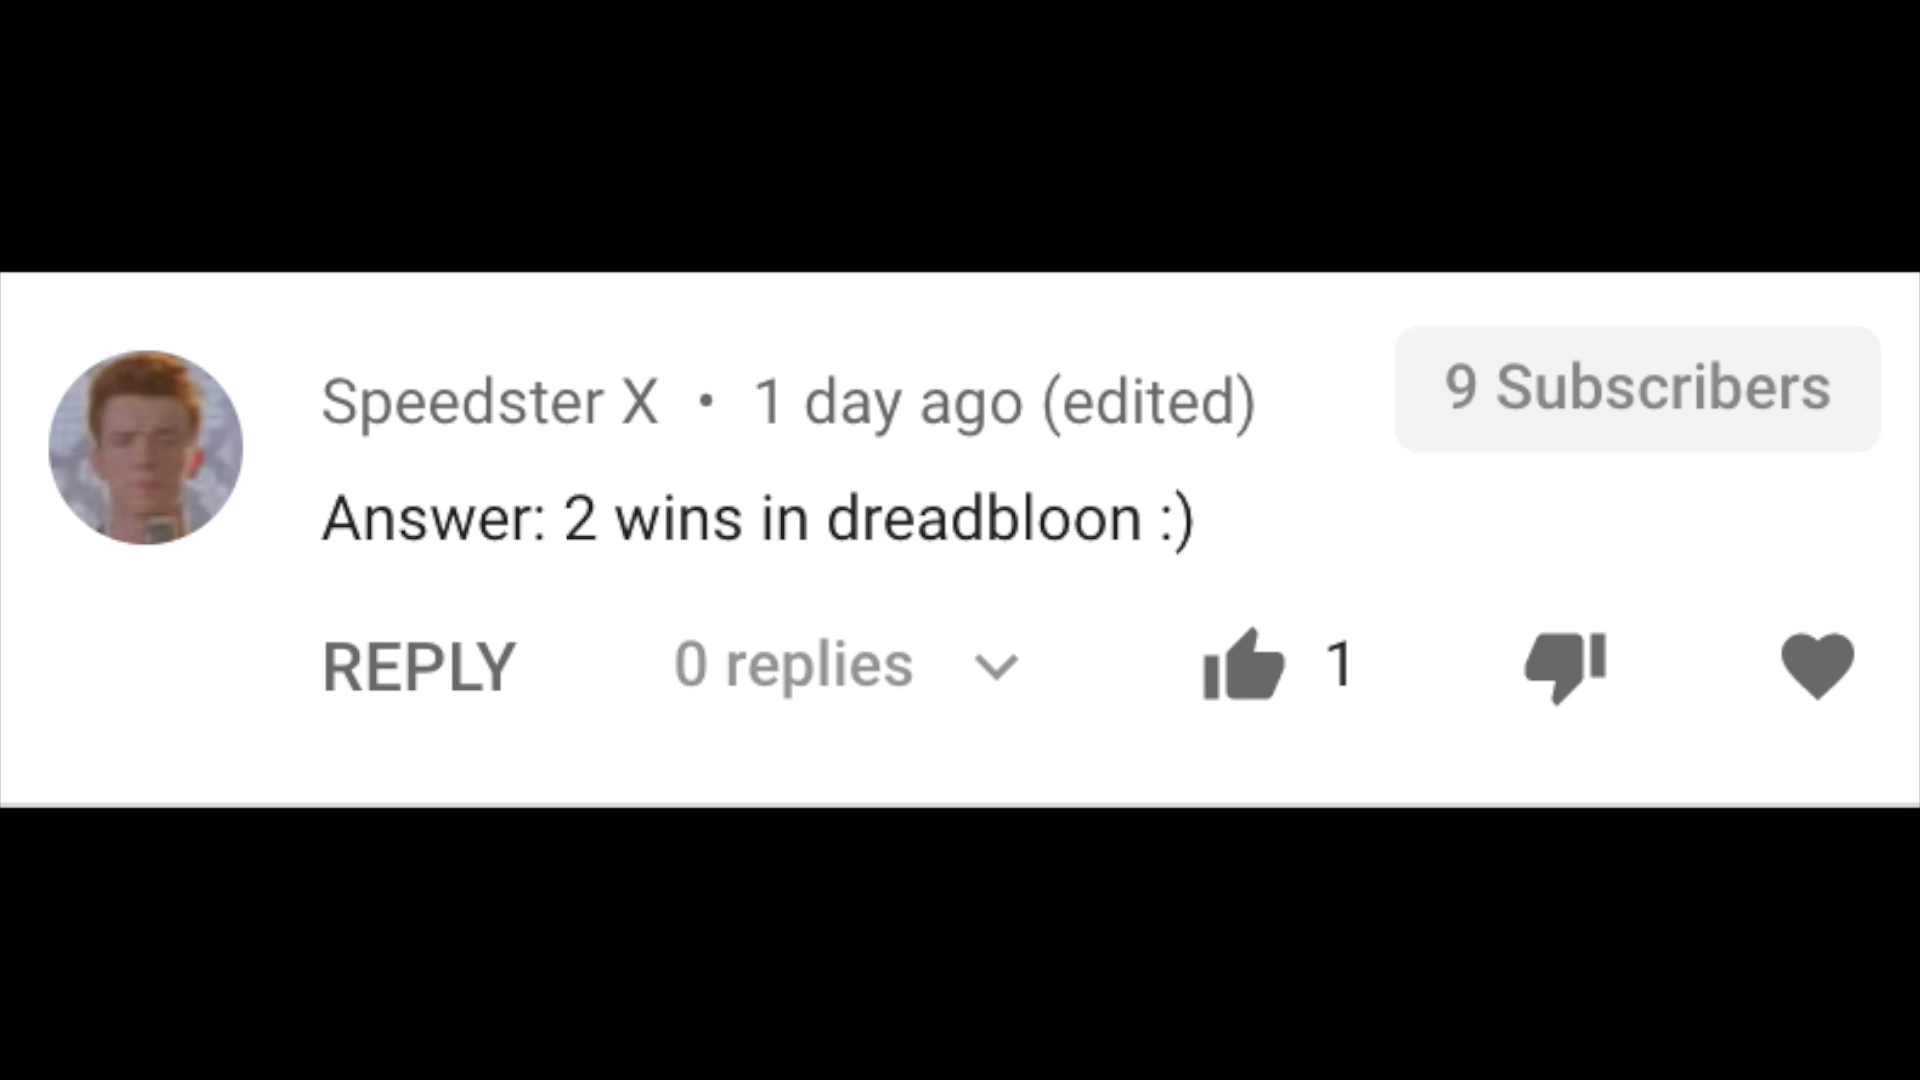 Speedster X • 1 day ago (edited)
9 Subscribers
Answer: 2 wins in dreadbloon :)
REPLY 0 replies 1